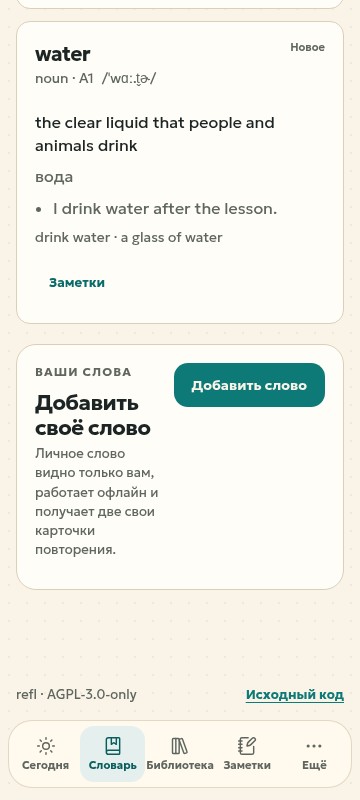 water
Новое
noun · A1 /ˈwɑː.t̬ɚ/
the clear liquid that people and
animals drink
вода
• I drink water after the lesson.
drink water · a glass of water
Заметки
ВАШИ СЛОВА
Добавить
своё слово
Личное слово
видно только вам,
работает офлайн и
получает две свои
карточки
повторения.
Добавить слово
refl · AGPL-3.0-only
Исходный код
Сегодня
Словарь
Библиотека
Заметки
Ещё